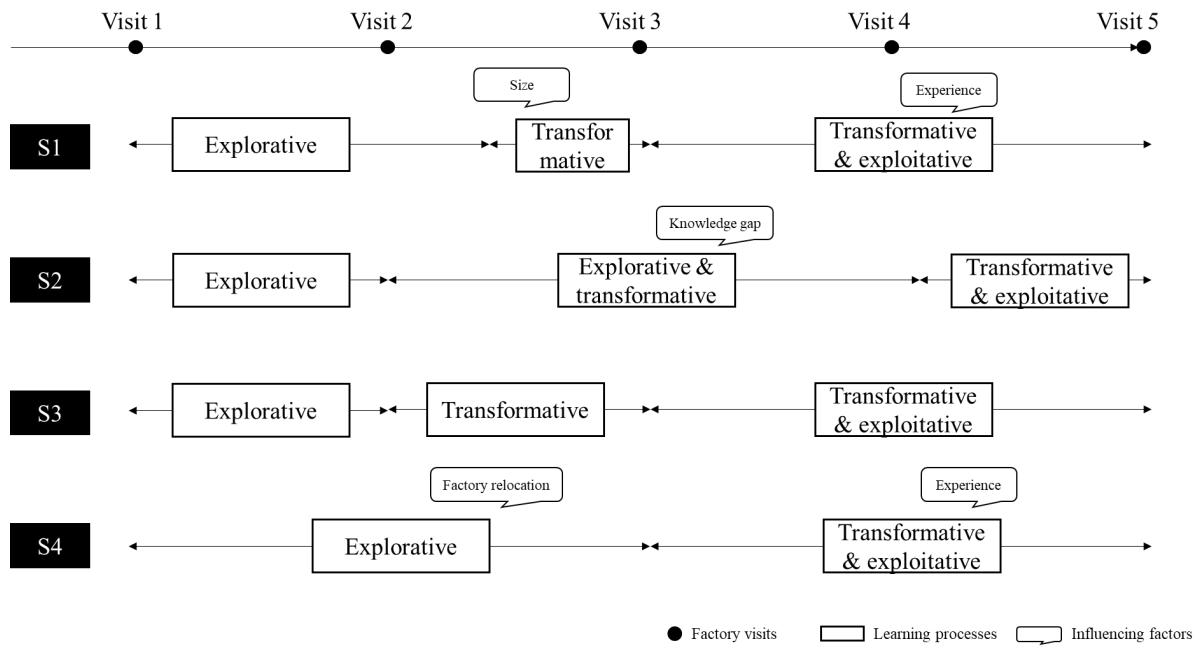 Visit 1
Visit 2
Visit 3
Visit 4
Visit 5
Size
Experience
S1
Explorative
Transfor
mative
Transformative
& exploitative
Knowledge gap
S2
Explorative
Explorative &
transformative
Transformative
& exploitative
S3
Explorative
Transformative
Transformative
& exploitative
Factory relocation
Experience
S4
Explorative
Transformative
& exploitative
Factory visits
Learning processes
Influencing factors